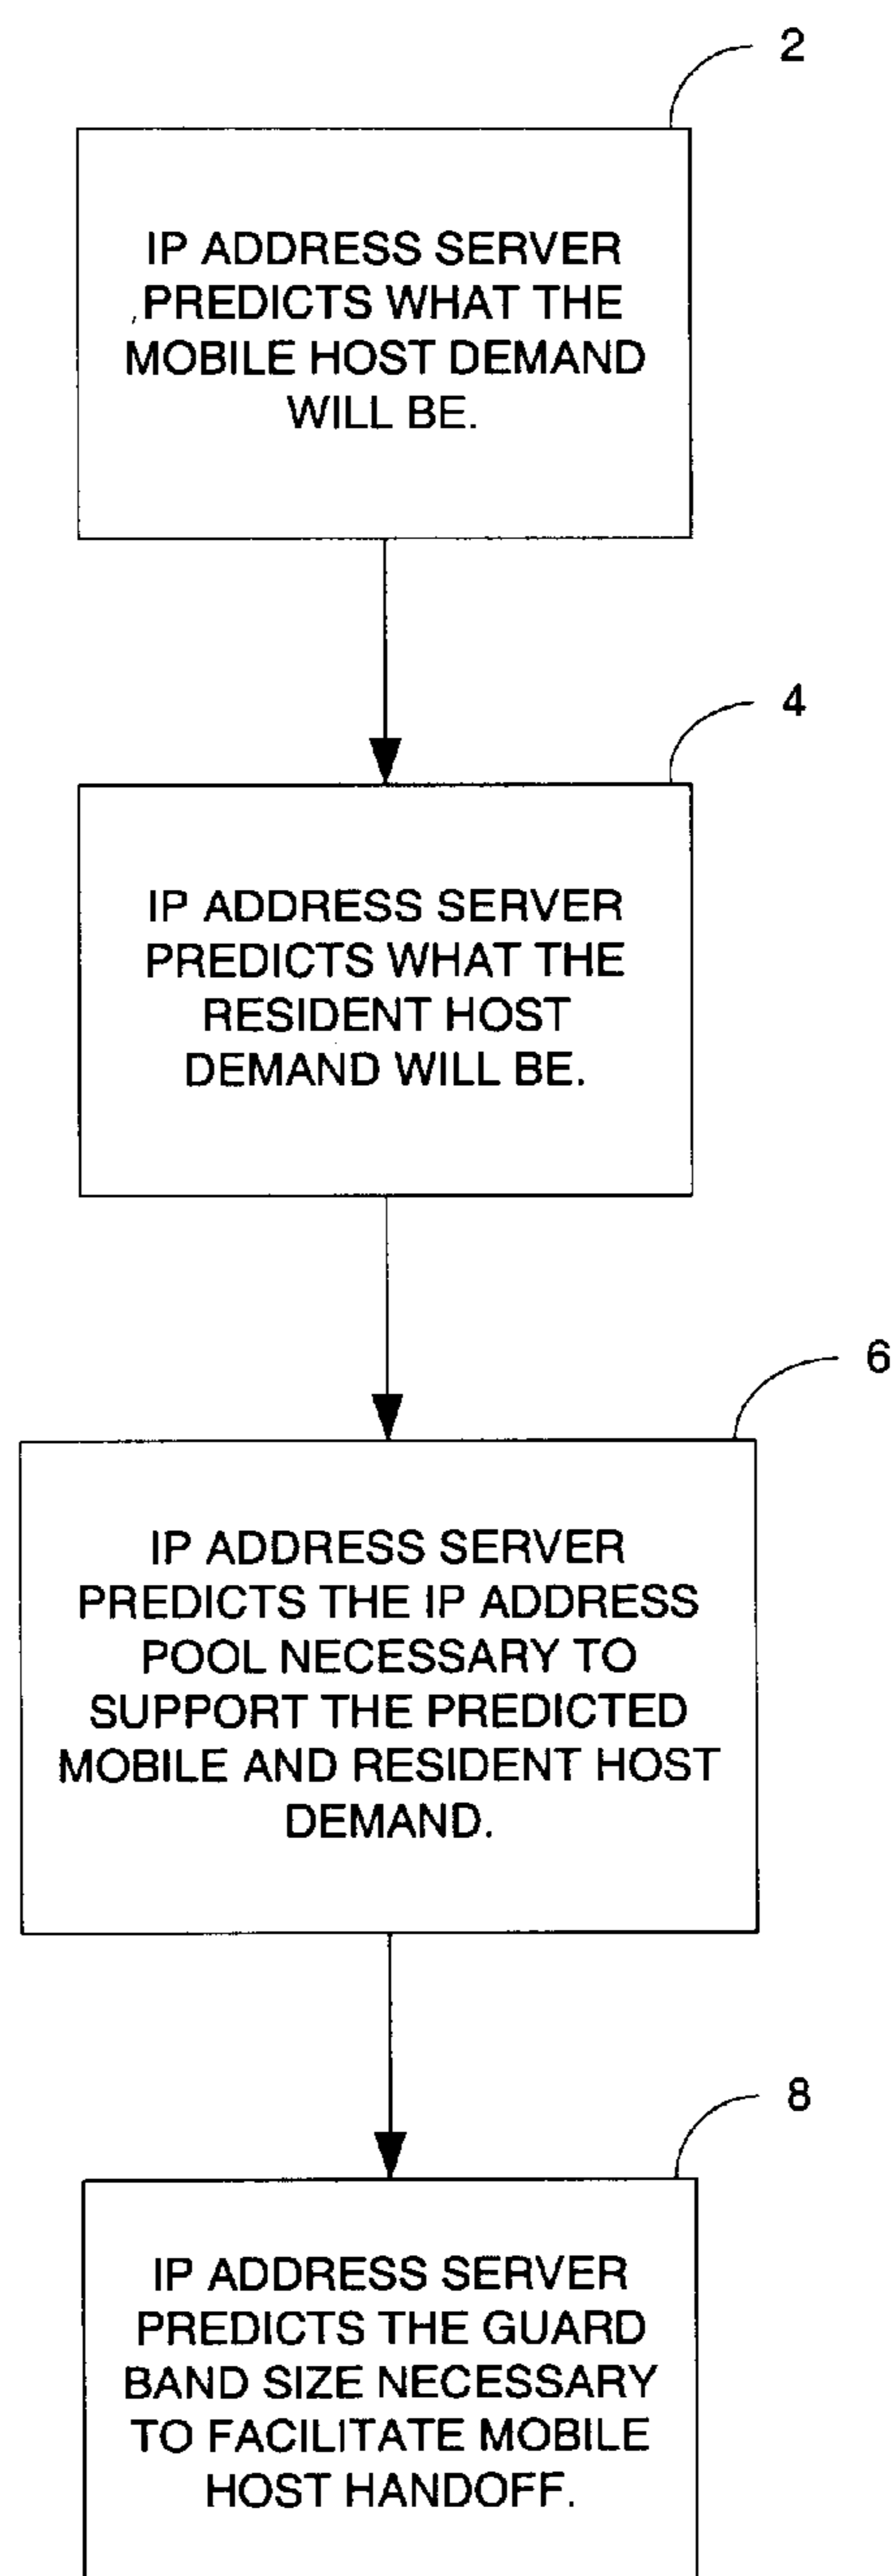 2
IP ADDRESS SERVER
PREDICTS WHAT THE
MOBILE HOST DEMAND
WILL BE.
4
IP ADDRESS SERVER
PREDICTS WHAT THE
RESIDENT HOST
DEMAND WILL BE.
6
IP ADDRESS SERVER
PREDICTS THE IP ADDRESS
POOL NECESSARY TO
SUPPORT THE PREDICTED
MOBILE AND RESIDENT HOST
DEMAND.
8
IP ADDRESS SERVER
PREDICTS THE GUARD
BAND SIZE NECESSARY
TO FACILITATE MOBILE
HOST HANDOFF.